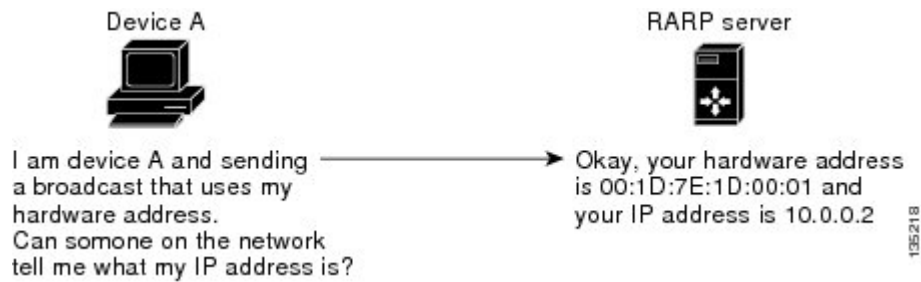 Device A
RARP server
I am device A and sending
a broadcast that uses my
hardware address.
Can somone on the network
tell me what my IP address is?
Okay, your hardware address
is 00:1D:7E:1D:00:01 and
your IP address is 10.0.0.2
135218